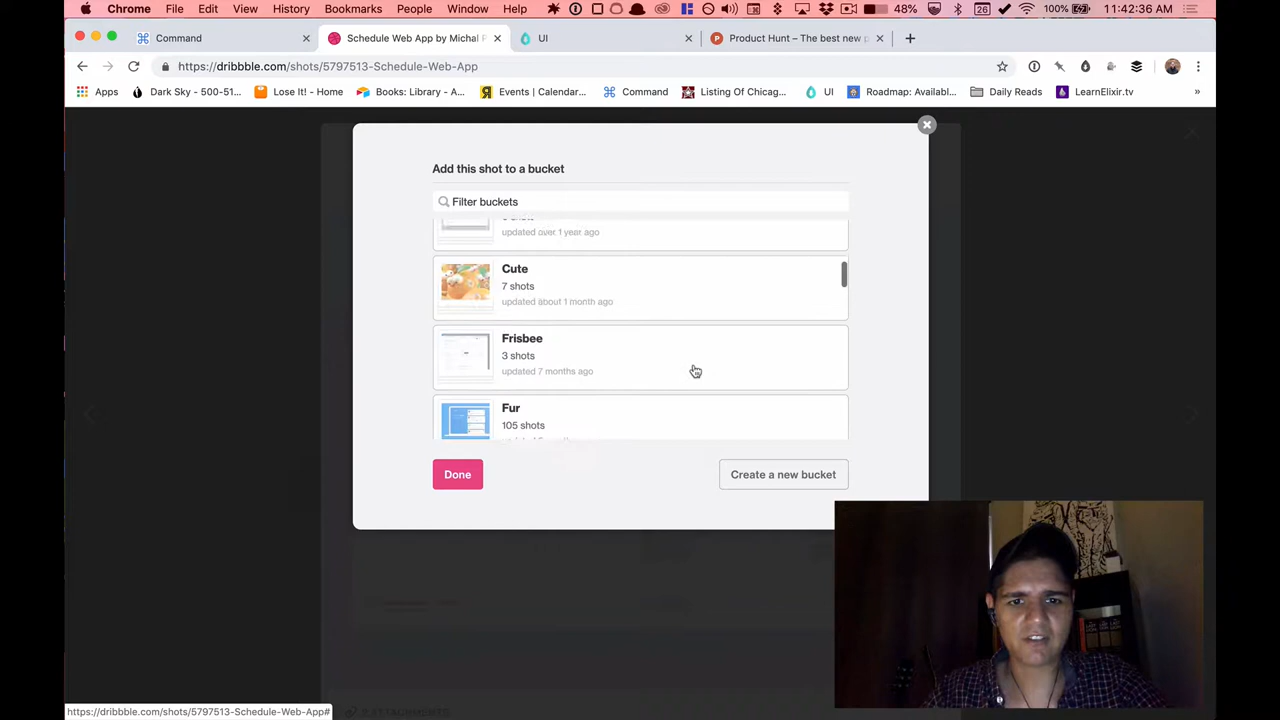 Chrome File Edit View History Bookmarks People Window Help 48% 26 100% 11:42:36 AM
Command Schedule Web App by Michal P UI Product Hunt – The best new p
https://dribbble.com/shots/5797513-Schedule-Web-App
Apps Dark Sky - 500-51... Lose It! - Home Books: Library - A... Events | Calendar... Command Listing Of Chicag... UI Roadmap: Availabl... Daily Reads LearnElixir.tv »
Add this shot to a bucket
Filter buckets
updated over 1 year ago
Cute
7 shots
updated about 1 month ago
Frisbee
3 shots
updated 7 months ago
Fur
105 shots
Done Create a new bucket
https://dribbble.com/shots/5797513-Schedule-Web-App#